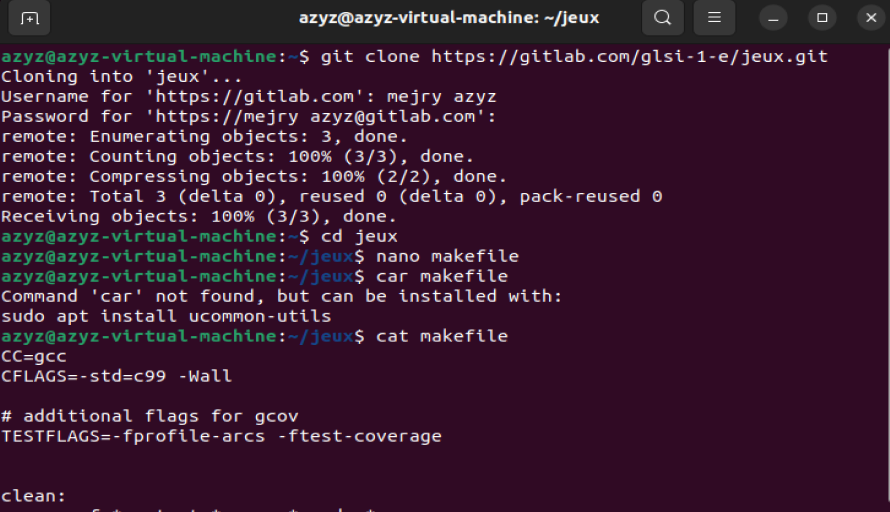 azyz@azyz-virtual-machine: ~/jeux
azyz@azyz-virtual-machine:~$ git clone https://gitlab.com/glsi-1-e/jeux.git
Cloning into 'jeux'...
Username for 'https://gitlab.com': mejry azyz
Password for 'https://mejry azyz@gitlab.com':
remote: Enumerating objects: 3, done.
remote: Counting objects: 100% (3/3), done.
remote: Compressing objects: 100% (2/2), done.
remote: Total 3 (delta 0), reused 0 (delta 0), pack-reused 0
Receiving objects: 100% (3/3), done.
azyz@azyz-virtual-machine:~$ cd jeux
azyz@azyz-virtual-machine:~/jeux$ nano makefile
azyz@azyz-virtual-machine:~/jeux$ car makefile
Command 'car' not found, but can be installed with:
sudo apt install ucommon-utils
azyz@azyz-virtual-machine:~/jeux$ cat makefile
CC=gcc
CFLAGS=-std=c99 -Wall
# additional flags for gcov
TESTFLAGS=-fprofile-arcs -ftest-coverage
clean: